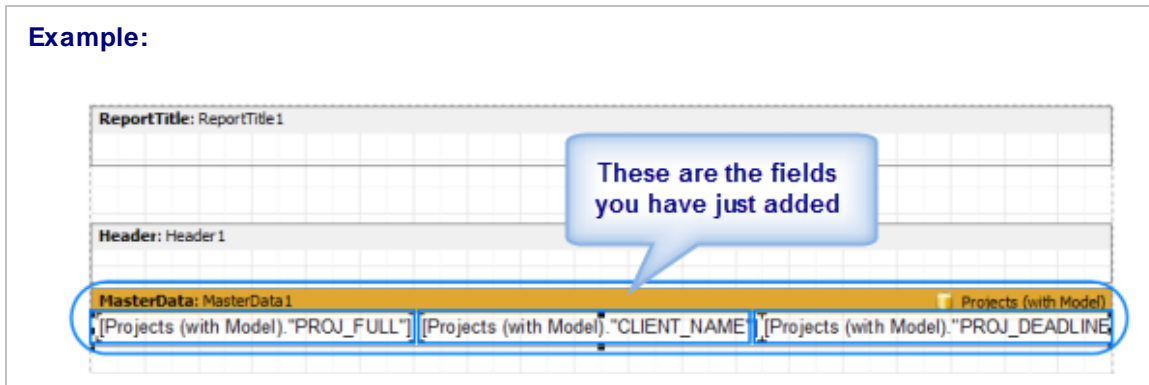 Example:
ReportTitle: ReportTitle1
These are the fields
you have just added
Header: Header1
MasterData: MasterData1 Projects (with Model)
[Projects (with Model)."PROJ_FULL"] [Projects (with Model)."CLIENT_NAME" [Projects (with Model)."PROJ_DEADLINE